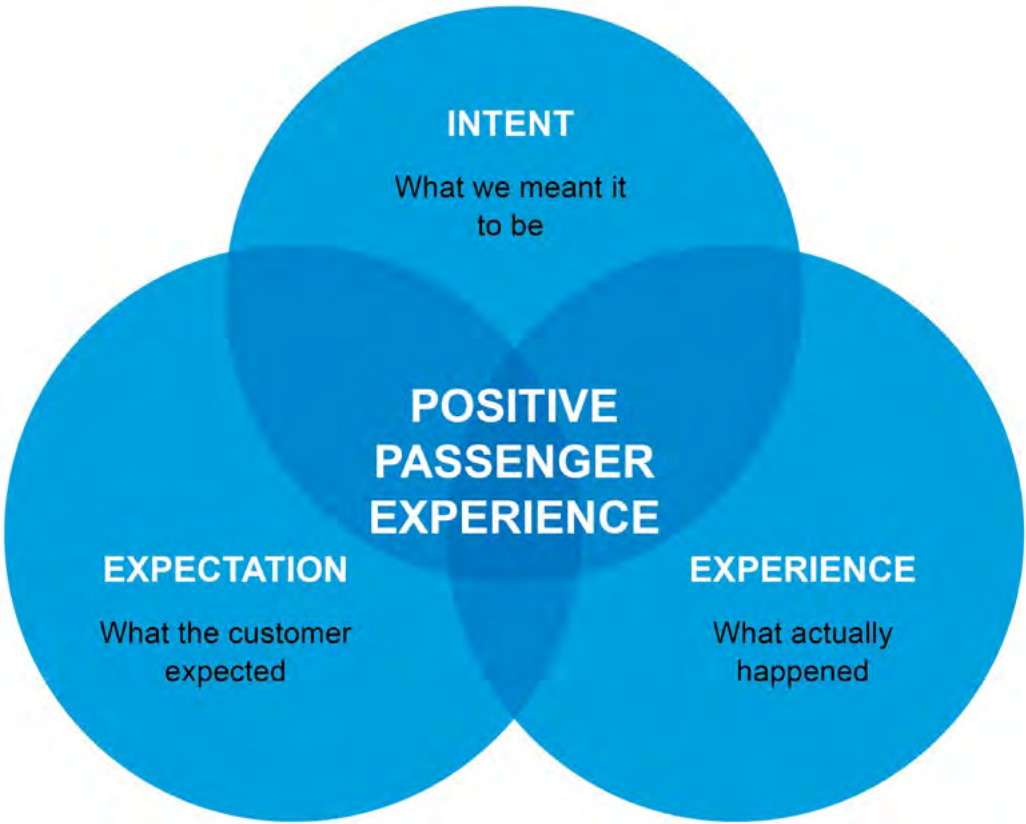 INTENT
What we meant it
to be
POSITIVE
PASSENGER
EXPERIENCE
EXPECTATION
What the customer
expected
EXPERIENCE
What actually
happened